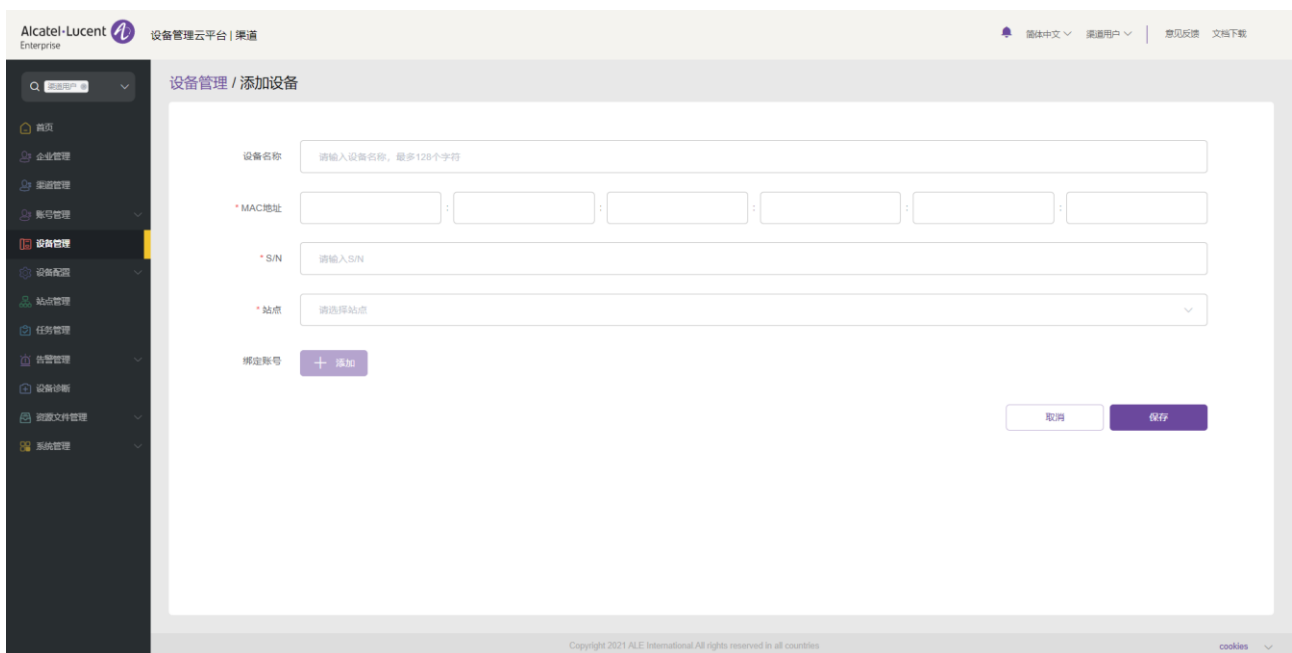 Alcatel·Lucent
Enterprise
设备管理云平台 | 渠道
简体中文
渠道用户
意见反馈
文档下载
渠道用户
设备管理 / 添加设备
首页
企业管理
渠道管理
账号管理
设备管理
设备配置
站点管理
任务管理
告警管理
设备诊断
资源文件管理
系统管理
设备名称
请输入设备名称，最多128个字符
* MAC地址
: : : : :
* S/N
请输入S/N
* 站点
请选择站点
绑定账号
添加
取消
保存
Copyright 2021 ALE International.All rights reserved in all countries
cookies